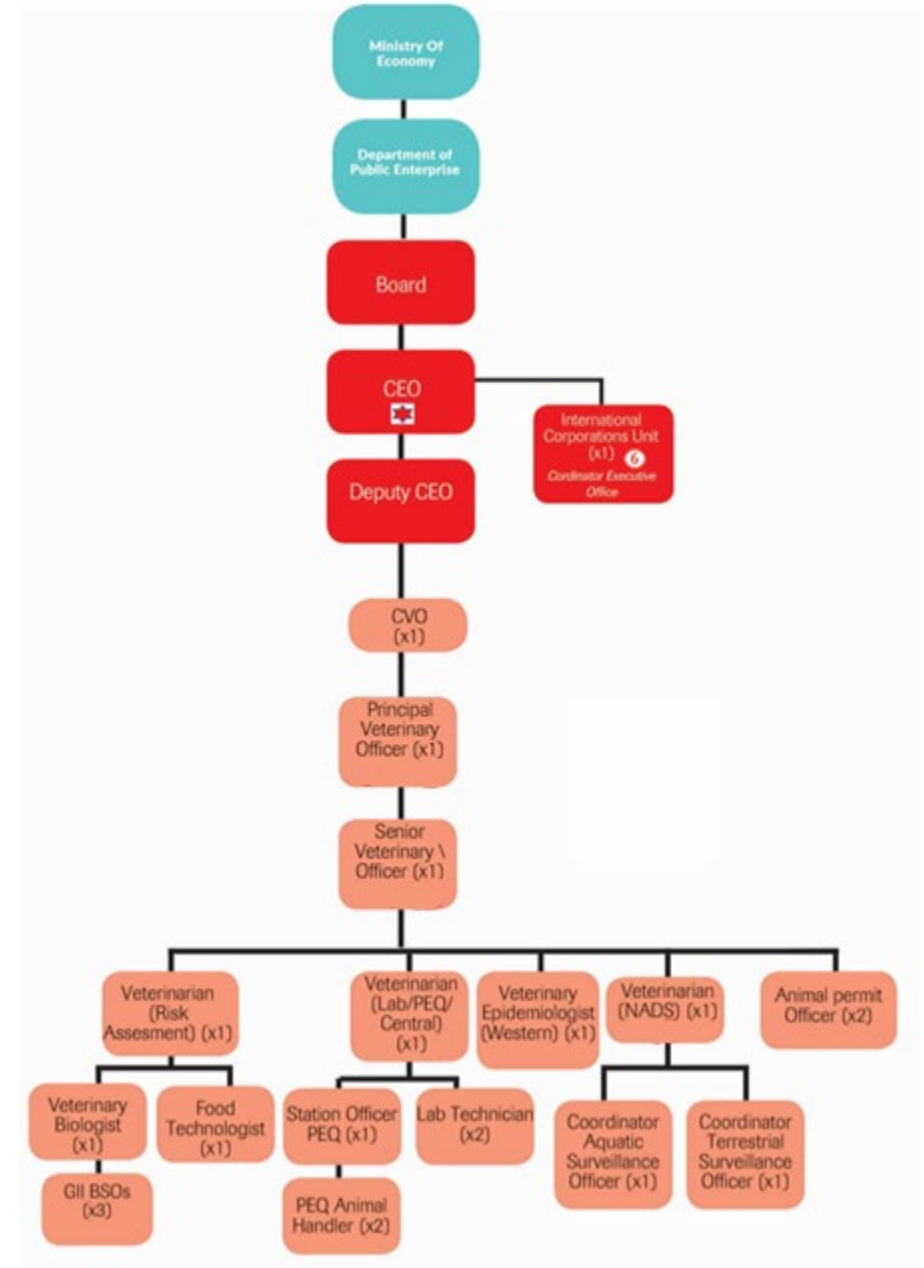 Ministry Of
Economy
Department of
Public Enterprise
Board
CEO
International
Corporations Unit
(x1) 6
Cordinator Executive
Office
Deputy CEO
CVO
(x1)
Principal
Veterinary
Officer (x1)
Senior
Veterinary \
Officer (x1)
Veterinarian
(Risk
Assesment) (x1)
Veterinarian
(Lab/PEQ/
Central)
(x1)
Veterinary
Epidemiologist
(Western) (x1)
Veterinarian
(NADS) (x1)
Animal permit
Officer (x2)
Veterinary
Biologist
(x1)
Food
Technologist
(x1)
Station Officer
PEQ (x1)
Lab Technician
(x2)
Coordinator
Aquatic
Surveillance
Officer (x1)
Coordinator
Terrestrial
Surveillance
Officer (x1)
GII BSOs
(x3)
PEQ Animal
Handler (x2)